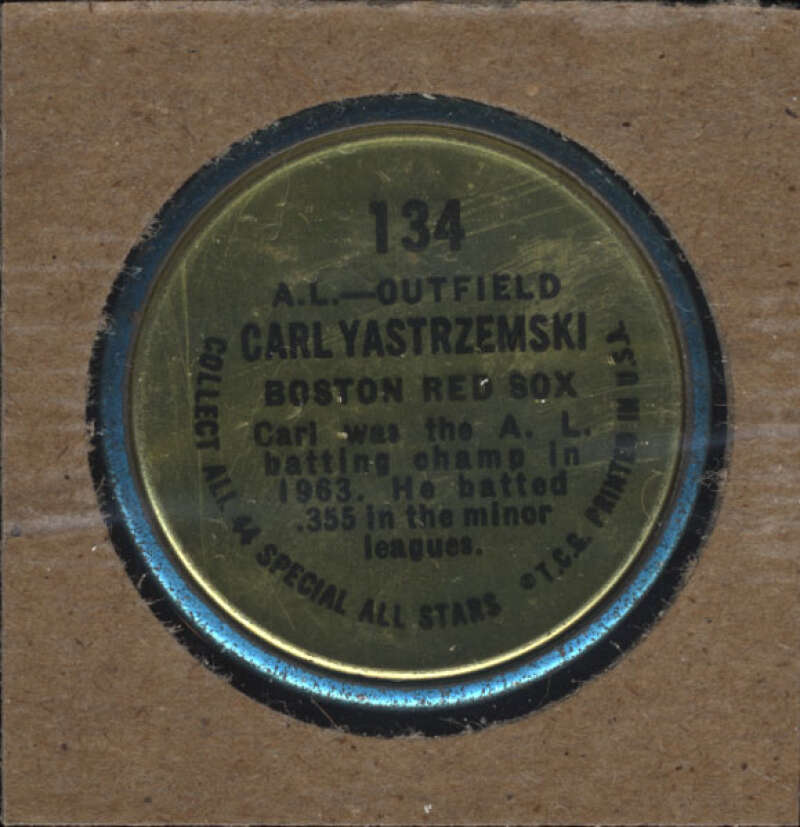 134
A.L.—OUTFIELD
CARL YASTRZEMSKI
BOSTON RED SOX
Carl was the A. L.
batting champ in
1963. He batted
.355 in the minor
leagues.
COLLECT ALL 44 SPECIAL ALL STARS
©T.C.G. PRINTED IN U.S.A.